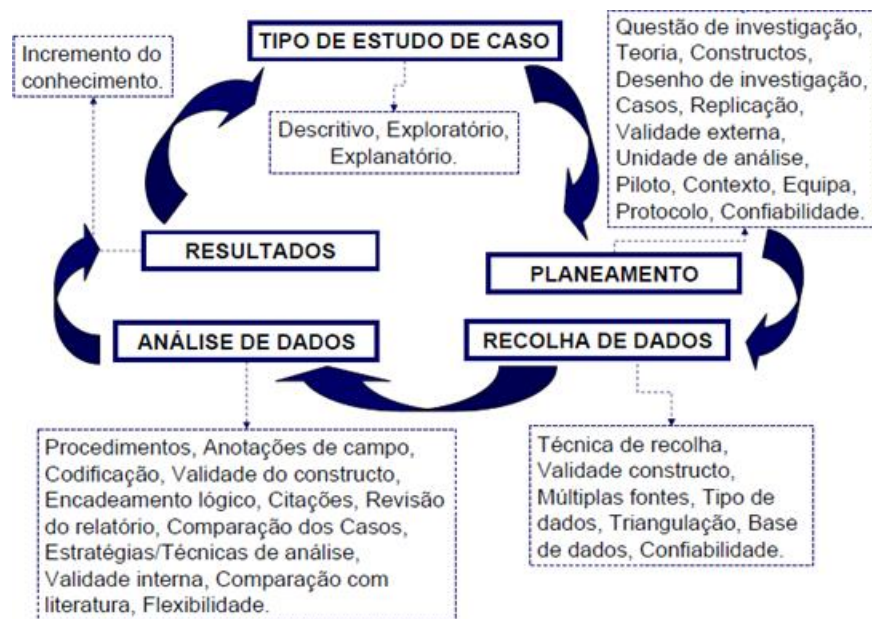 TIPO DE ESTUDO DE CASO
Incremento do
conhecimento.
Descritivo, Exploratório,
Explanatório.
Questão de investigação,
Teoria, Constructos,
Desenho de investigação,
Casos, Replicação,
Validade externa,
Unidade de análise,
Piloto, Contexto, Equipa,
Protocolo, Confiabilidade.
RESULTADOS
PLANEAMENTO
ANÁLISE DE DADOS
RECOLHA DE DADOS
Procedimentos, Anotações de campo,
Codificação, Validade do constructo,
Encadeamento lógico, Citações, Revisão
do relatório, Comparação dos Casos,
Estratégias/Técnicas de análise,
Validade interna, Comparação com
literatura, Flexibilidade.
Técnica de recolha,
Validade constructo,
Múltiplas fontes, Tipo de
dados, Triangulação, Base
de dados, Confiabilidade.